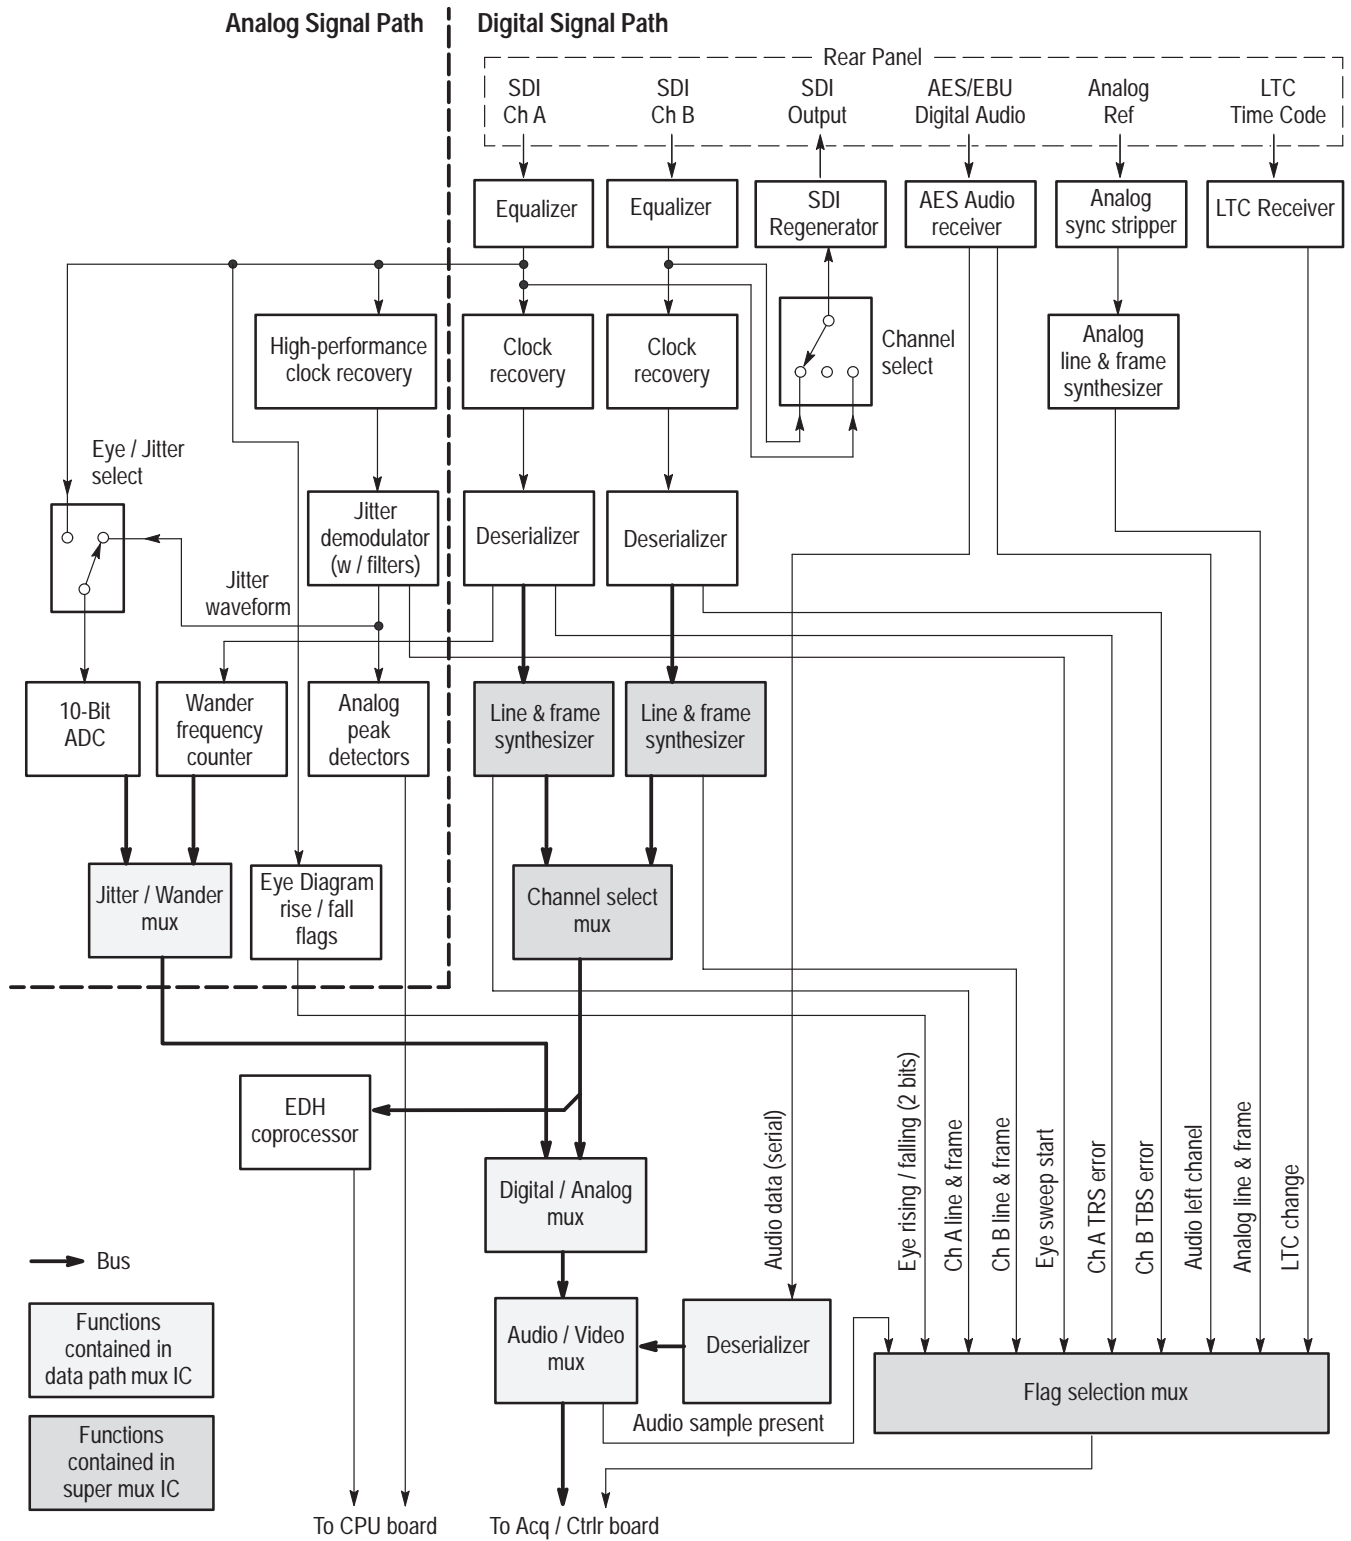 Analog Signal Path
Digital Signal Path
Rear Panel
SDI
Ch A
SDI
Ch B
SDI
Output
AES/EBU
Digital Audio
Analog
Ref
LTC
Time Code
Equalizer
Equalizer
SDI
Regenerator
AES Audio
receiver
Analog
sync stripper
LTC Receiver
High-performance
clock recovery
Clock
recovery
Clock
recovery
Channel
select
Analog
line & frame
synthesizer
Eye / Jitter
select
Jitter
demodulator
(w / filters)
Deserializer
Deserializer
Jitter
waveform
10-Bit
ADC
Wander
frequency
counter
Analog
peak
detectors
Line & frame
synthesizer
Line & frame
synthesizer
Jitter / Wander
mux
Eye Diagram
rise / fall
flags
Channel select
mux
EDH
coprocessor
Digital / Analog
mux
Audio data (serial)
Eye rising / falling (2 bits)
Ch A line & frame
Ch B line & frame
Eye sweep start
Ch A TRS error
Ch B TBS error
Audio left chanel
Analog line & frame
LTC change
Bus
Functions
contained in
data path mux IC
Audio / Video
mux
Deserializer
Flag selection mux
Audio sample present
Functions
contained in
super mux IC
To CPU board
To Acq / Ctrlr board